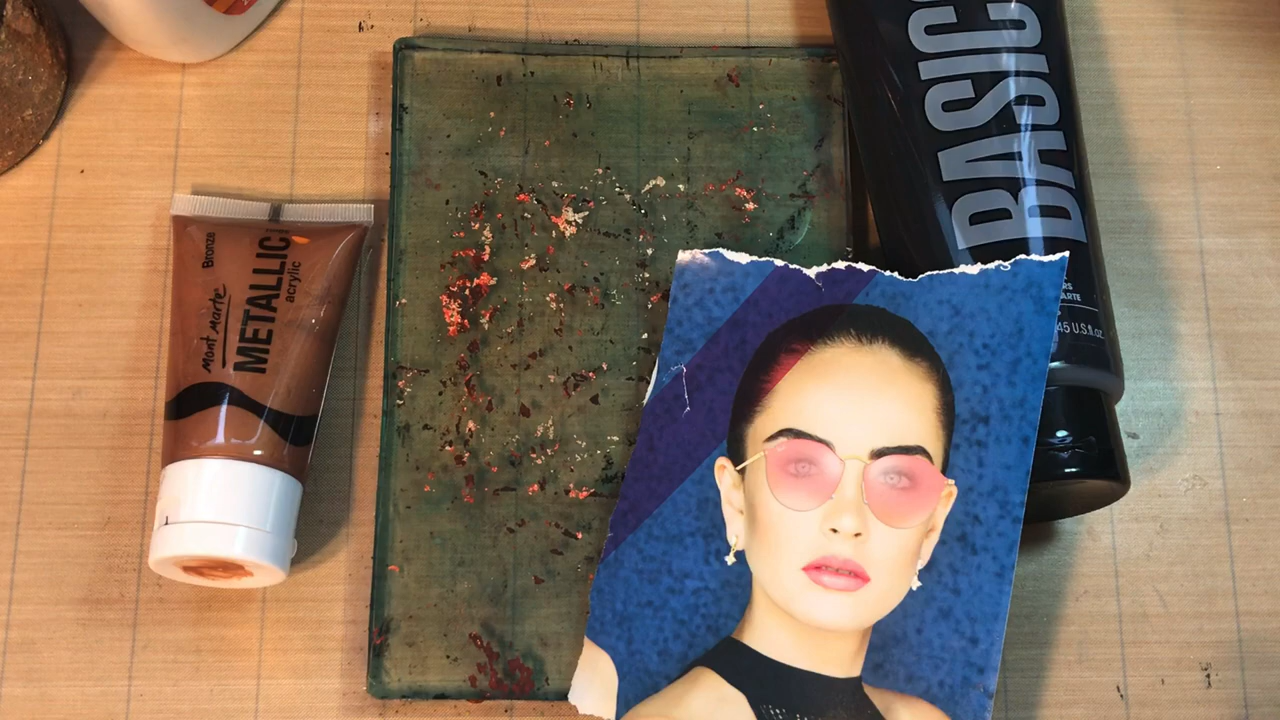 Bronze
Mont Marte
METALLIC
acrylic
BASICS
45 U.S.fl.oz.